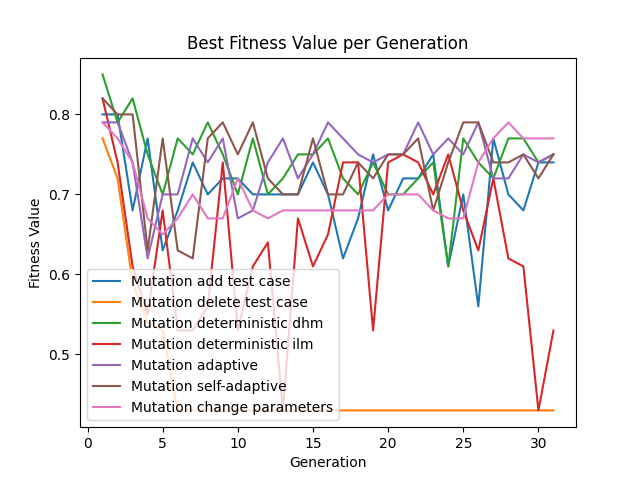 Best Fitness Value per Generation
Fitness Value
0.8
0.7
0.6
0.5
Mutation add test case
Mutation delete test case
Mutation deterministic dhm
Mutation deterministic ilm
Mutation adaptive
Mutation self-adaptive
Mutation change parameters
0 5 10 15 20 25 30
Generation